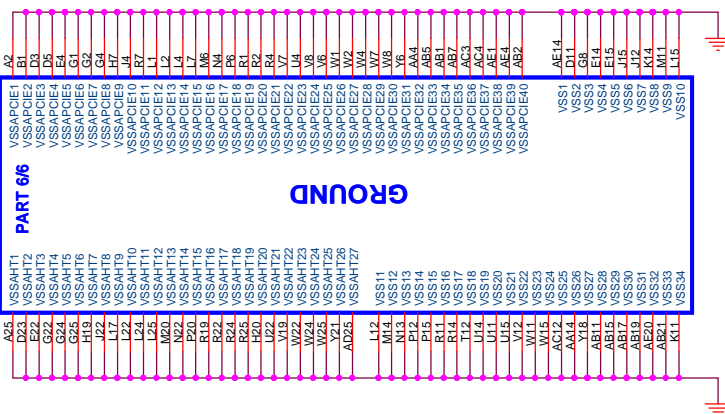 A2
B1
D3
D5
E4
G1
G2
G4
H7
J4
R7
L1
L2
L4
L7
M6
N4
P6
R1
R2
R4
V7
U4
V8
V6
W1
W2
W4
W7
W8
Y6
AA4
AB5
AB1
AB7
AC3
AC4
AE1
AE4
AB2
AE14
D11
G8
E14
E15
J15
J12
K14
M11
L15
VSSAPCIE1
VSSAPCIE2
VSSAPCIE3
VSSAPCIE4
VSSAPCIE5
VSSAPCIE6
VSSAPCIE7
VSSAPCIE8
VSSAPCIE9
VSSAPCIE10
VSSAPCIE11
VSSAPCIE12
VSSAPCIE13
VSSAPCIE14
VSSAPCIE15
VSSAPCIE16
VSSAPCIE17
VSSAPCIE18
VSSAPCIE19
VSSAPCIE20
VSSAPCIE21
VSSAPCIE22
VSSAPCIE23
VSSAPCIE24
VSSAPCIE25
VSSAPCIE26
VSSAPCIE27
VSSAPCIE28
VSSAPCIE29
VSSAPCIE30
VSSAPCIE31
VSSAPCIE32
VSSAPCIE33
VSSAPCIE34
VSSAPCIE35
VSSAPCIE36
VSSAPCIE37
VSSAPCIE38
VSSAPCIE39
VSSAPCIE40
VSS1
VSS2
VSS3
VSS4
VSS5
VSS6
VSS7
VSS8
VSS9
VSS10
PART 6/6
GROUND
VSSAHT1
VSSAHT2
VSSAHT3
VSSAHT4
VSSAHT5
VSSAHT6
VSSAHT7
VSSAHT8
VSSAHT9
VSSAHT10
VSSAHT11
VSSAHT12
VSSAHT13
VSSAHT14
VSSAHT15
VSSAHT16
VSSAHT17
VSSAHT18
VSSAHT19
VSSAHT20
VSSAHT21
VSSAHT22
VSSAHT23
VSSAHT24
VSSAHT25
VSSAHT26
VSSAHT27
VSS11
VSS12
VSS13
VSS14
VSS15
VSS16
VSS17
VSS18
VSS19
VSS20
VSS21
VSS22
VSS23
VSS24
VSS25
VSS26
VSS27
VSS28
VSS29
VSS30
VSS31
VSS32
VSS33
VSS34
A25
D23
E22
G22
G24
G25
H19
J22
L17
L22
L24
L25
M20
N22
P20
R19
R22
R24
R25
H20
U22
V19
W22
W24
W25
Y21
AD25
L12
M14
N13
P12
P15
R11
R14
T12
U14
U11
U15
V12
W11
W15
AC12
AA14
Y18
AB11
AB15
AB17
AB19
AE20
AB21
K11